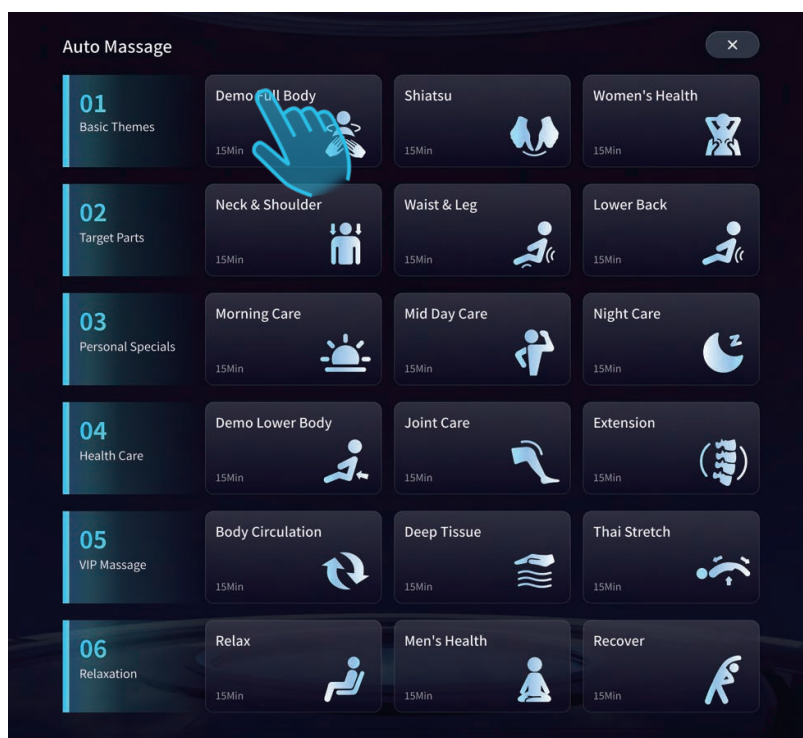 Auto Massage
×
01
Basic Themes
Demo Full Body
15Min
Shiatsu
15Min
Women's Health
15Min
02
Target Parts
Neck & Shoulder
15Min
Waist & Leg
15Min
Lower Back
15Min
03
Personal Specials
Morning Care
15Min
Mid Day Care
15Min
Night Care
15Min
z
04
Health Care
Demo Lower Body
15Min
Joint Care
15Min
Extension
15Min
05
VIP Massage
Body Circulation
15Min
Deep Tissue
15Min
Thai Stretch
15Min
06
Relaxation
Relax
15Min
Men's Health
15Min
Recover
15Min